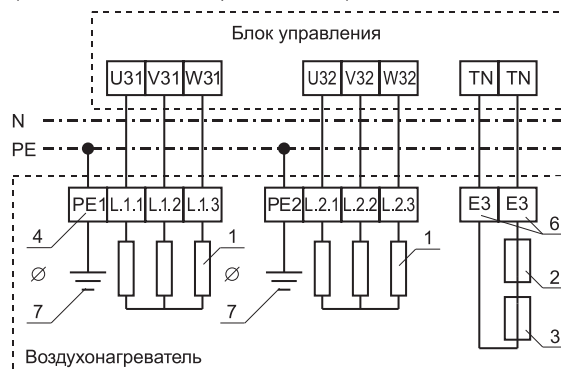 Блок управления
U31 V31 W31 U32 V32 W32 TN TN
N
PE
PE1 L.1.1 L.1.2 L.1.3 PE2 L.2.1 L.2.2 L.2.3 E3 E3
4 1 1 6
∅ ∅ 2
7 7 3
Воздухонагреватель